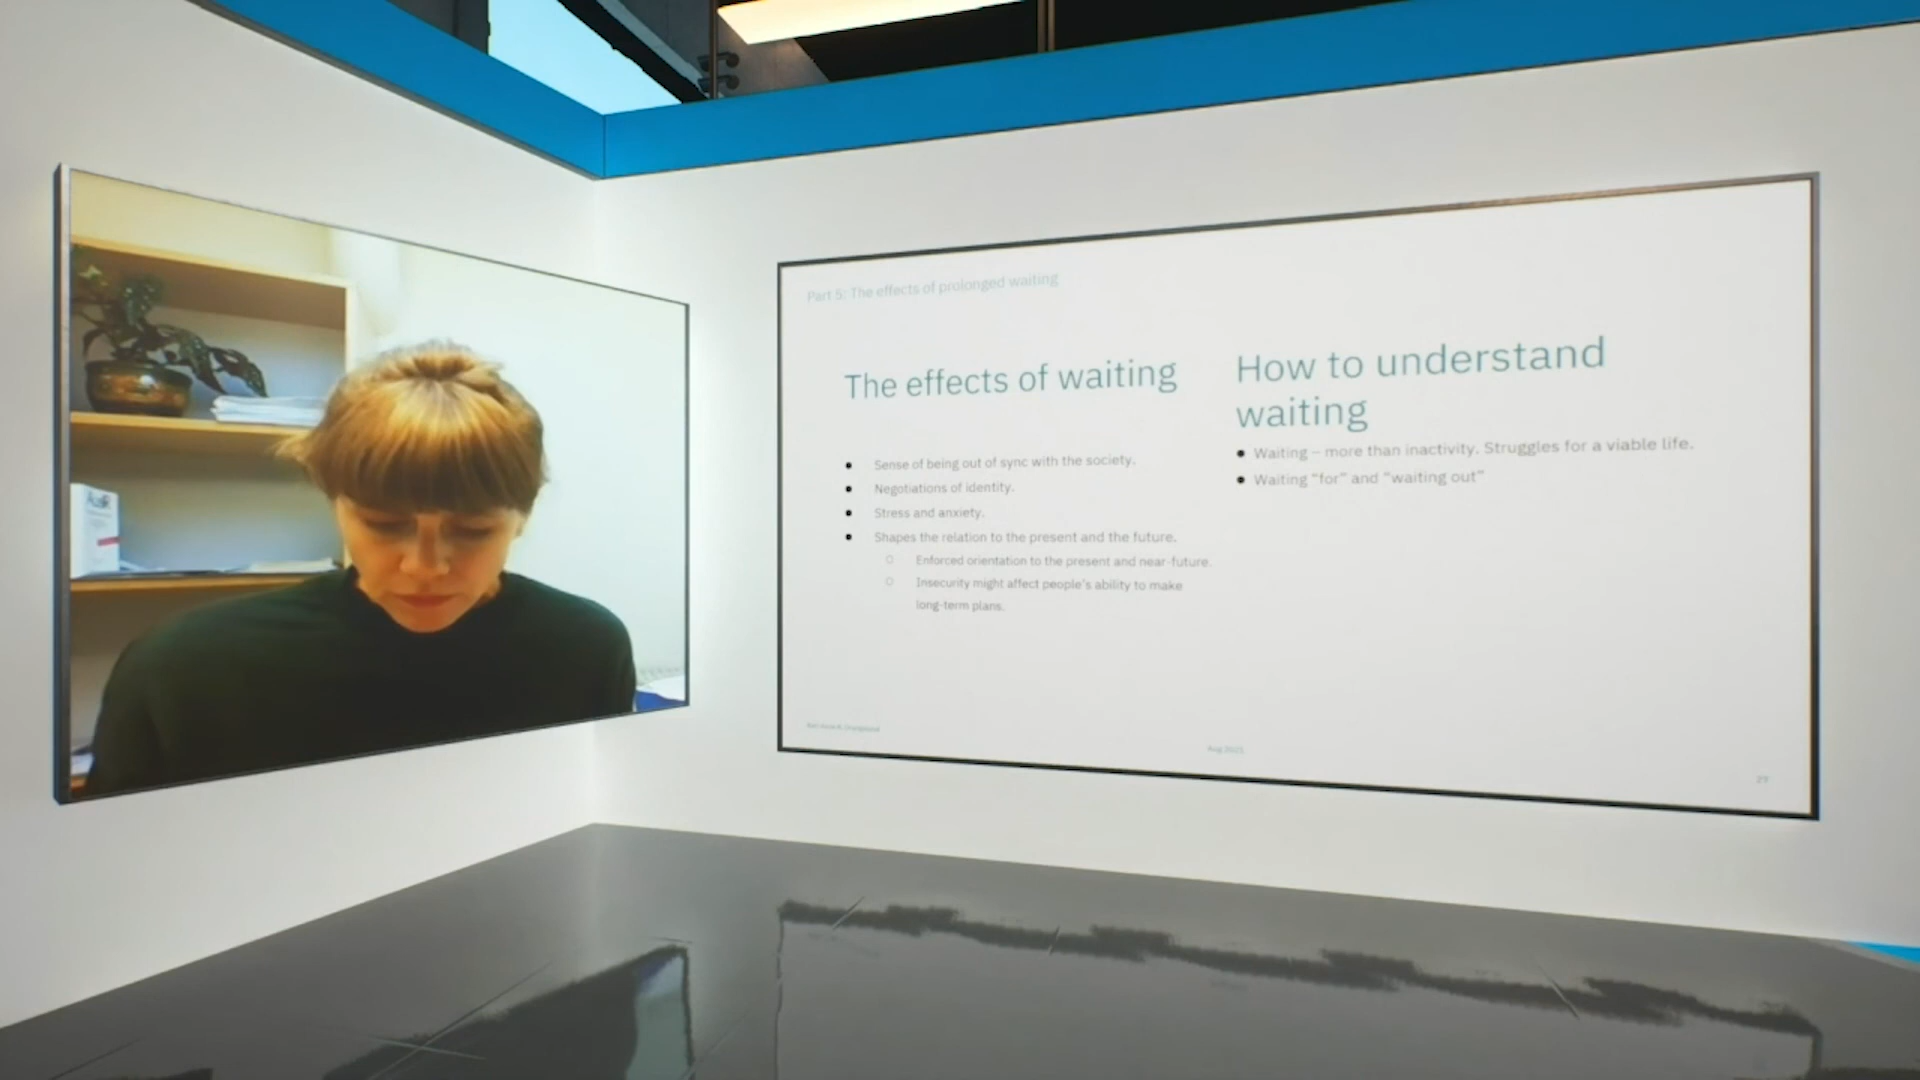 Part 5: The effects of prolonged waiting
The effects of waiting
Sense of being out of sync with the society.
Negotiations of identity.
Stress and anxiety.
Shapes the relation to the present and the future.
Enforced orientation to the present and near-future.
Insecurity might affect people's ability to make
long-term plans.
How to understand
waiting
Waiting – more than inactivity. Struggles for a viable life.
Waiting "for" and "waiting out"
Aug 2021
29